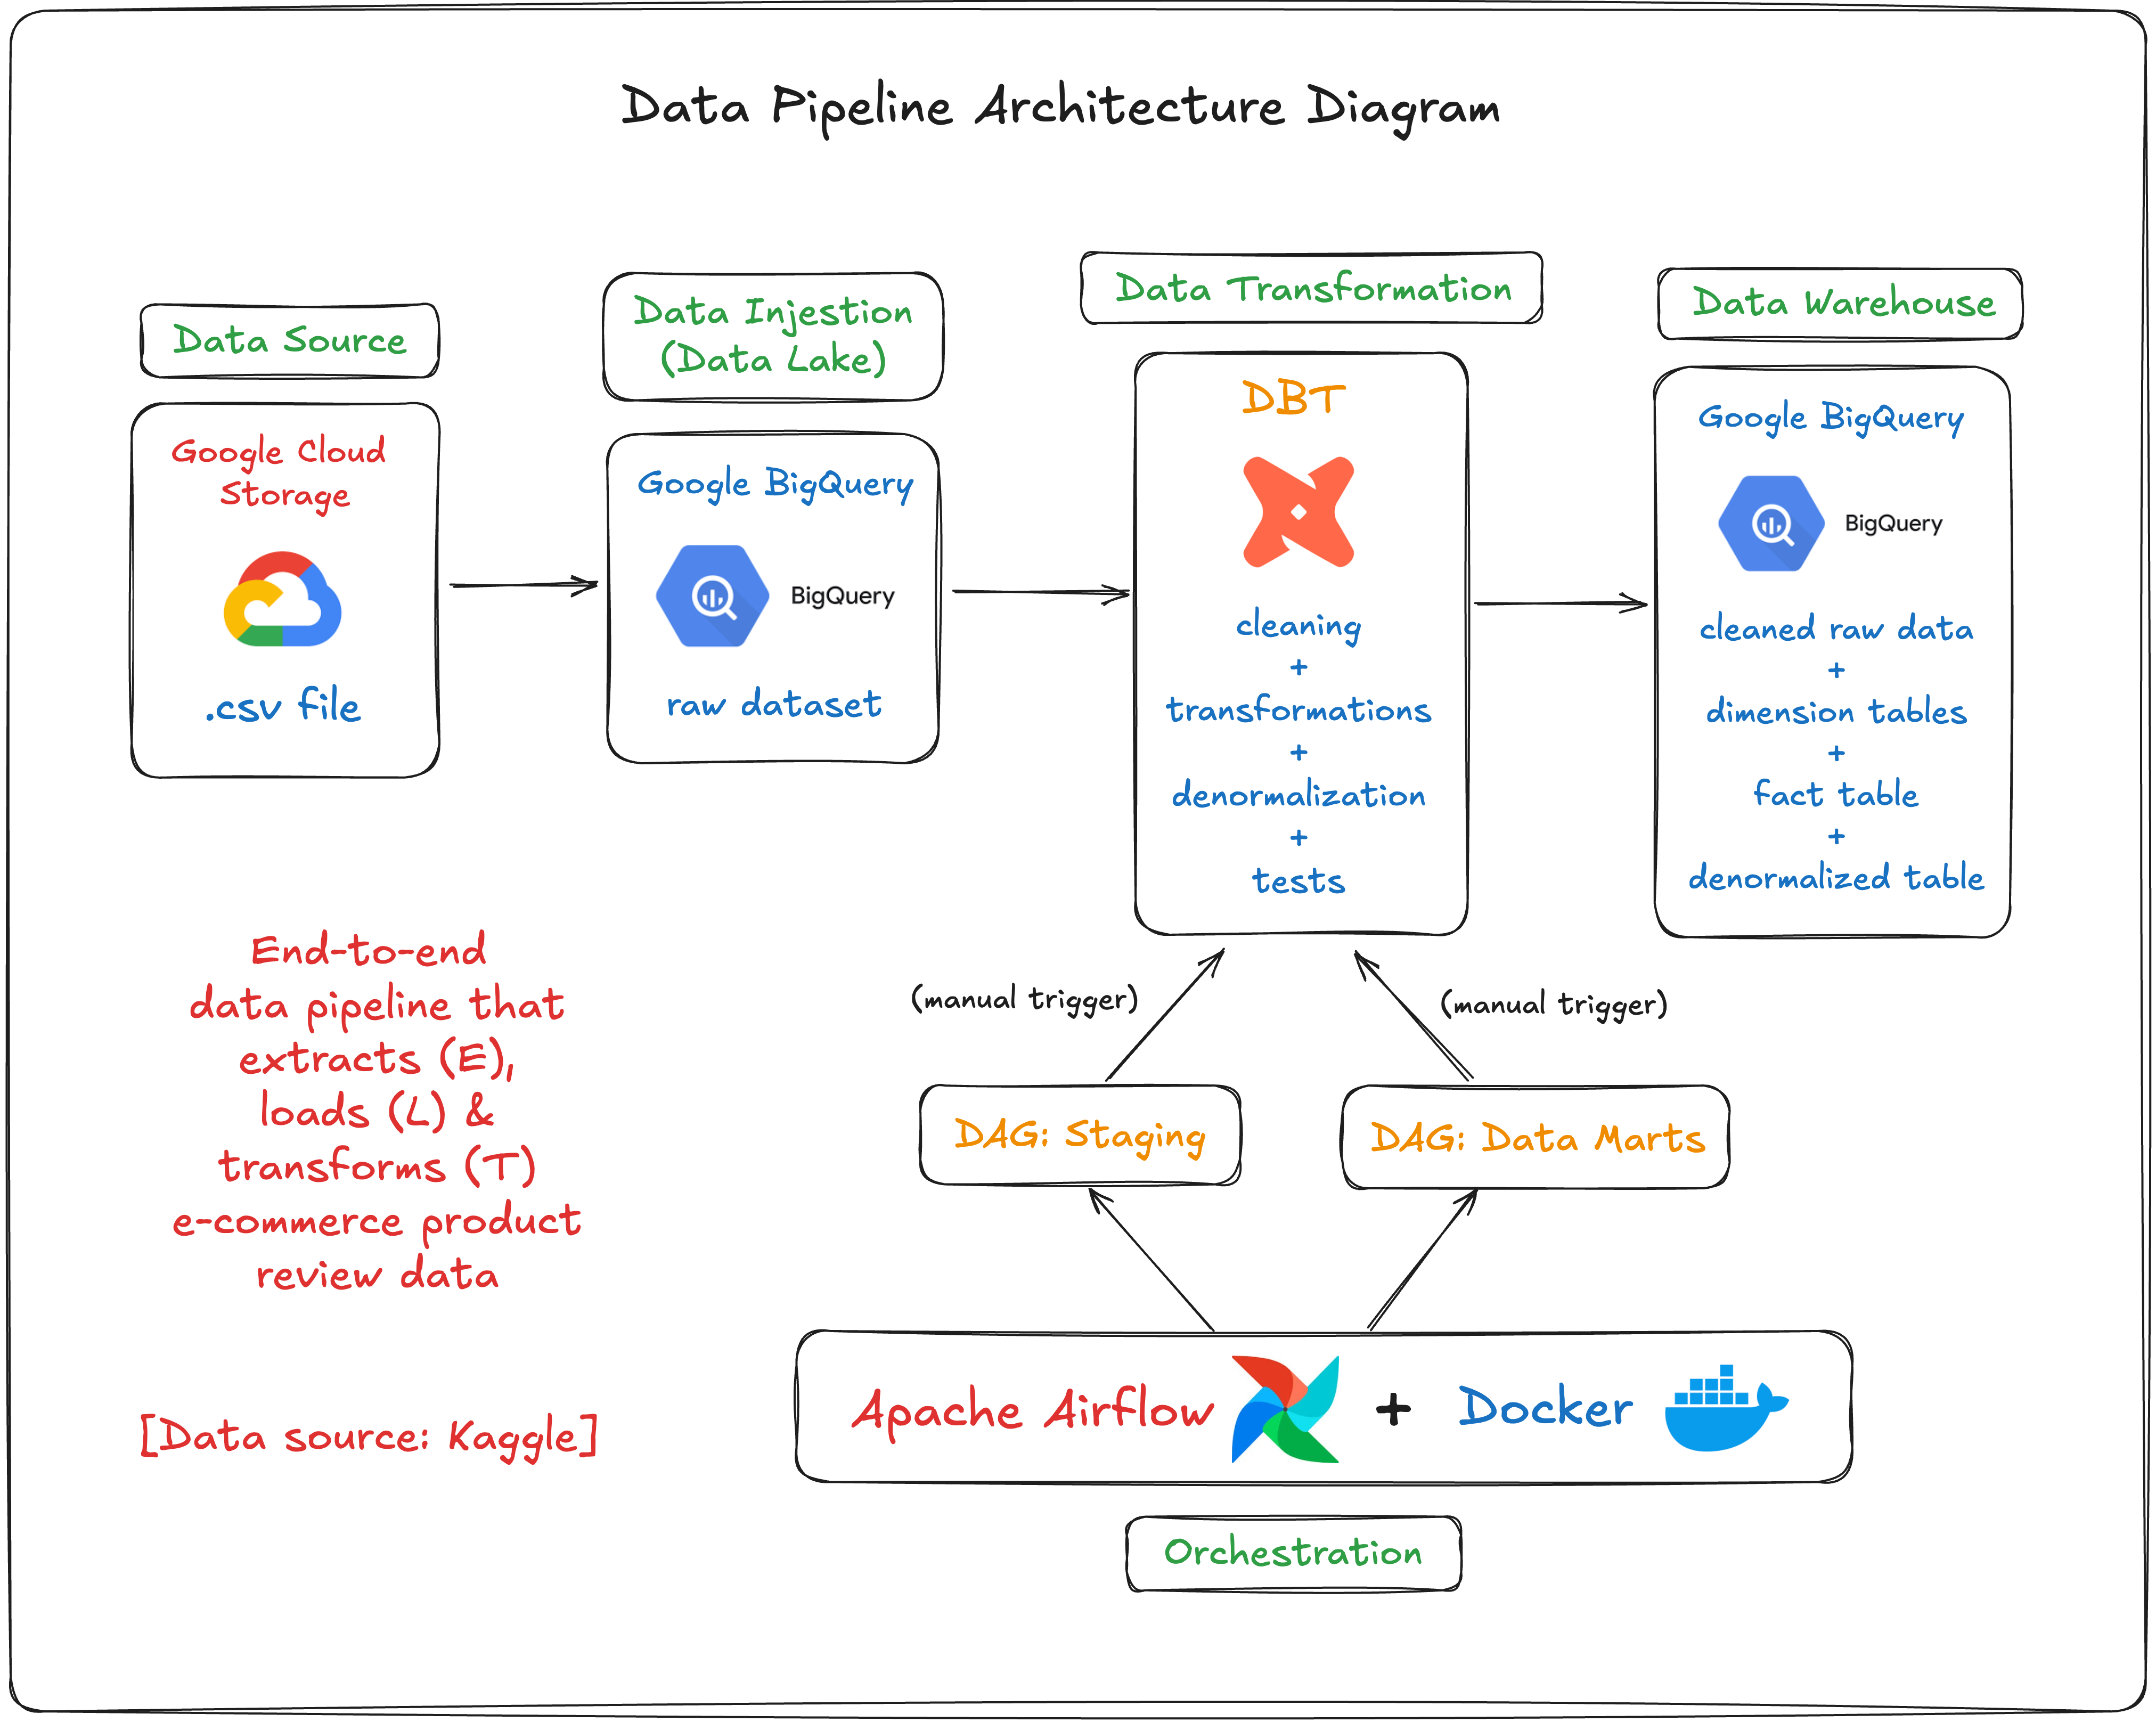 Data Pipeline Architecture Diagram
Data Source
Google Cloud
Storage
.csv file
Data Injestion
(Data Lake)
Google BigQuery
BigQuery
raw dataset
Data Transformation
DBT
cleaning
+
transformations
+
denormalization
+
tests
Data Warehouse
Google BigQuery
BigQuery
cleaned raw data
+
dimension tables
+
fact table
+
denormalized table
End-to-end
data pipeline that
extracts (E),
loads (L) &
transforms (T)
e-commerce product
review data
[Data source: Kaggle]
(manual trigger)
(manual trigger)
DAG: Staging
DAG: Data Marts
Apache Airflow + Docker
Orchestration